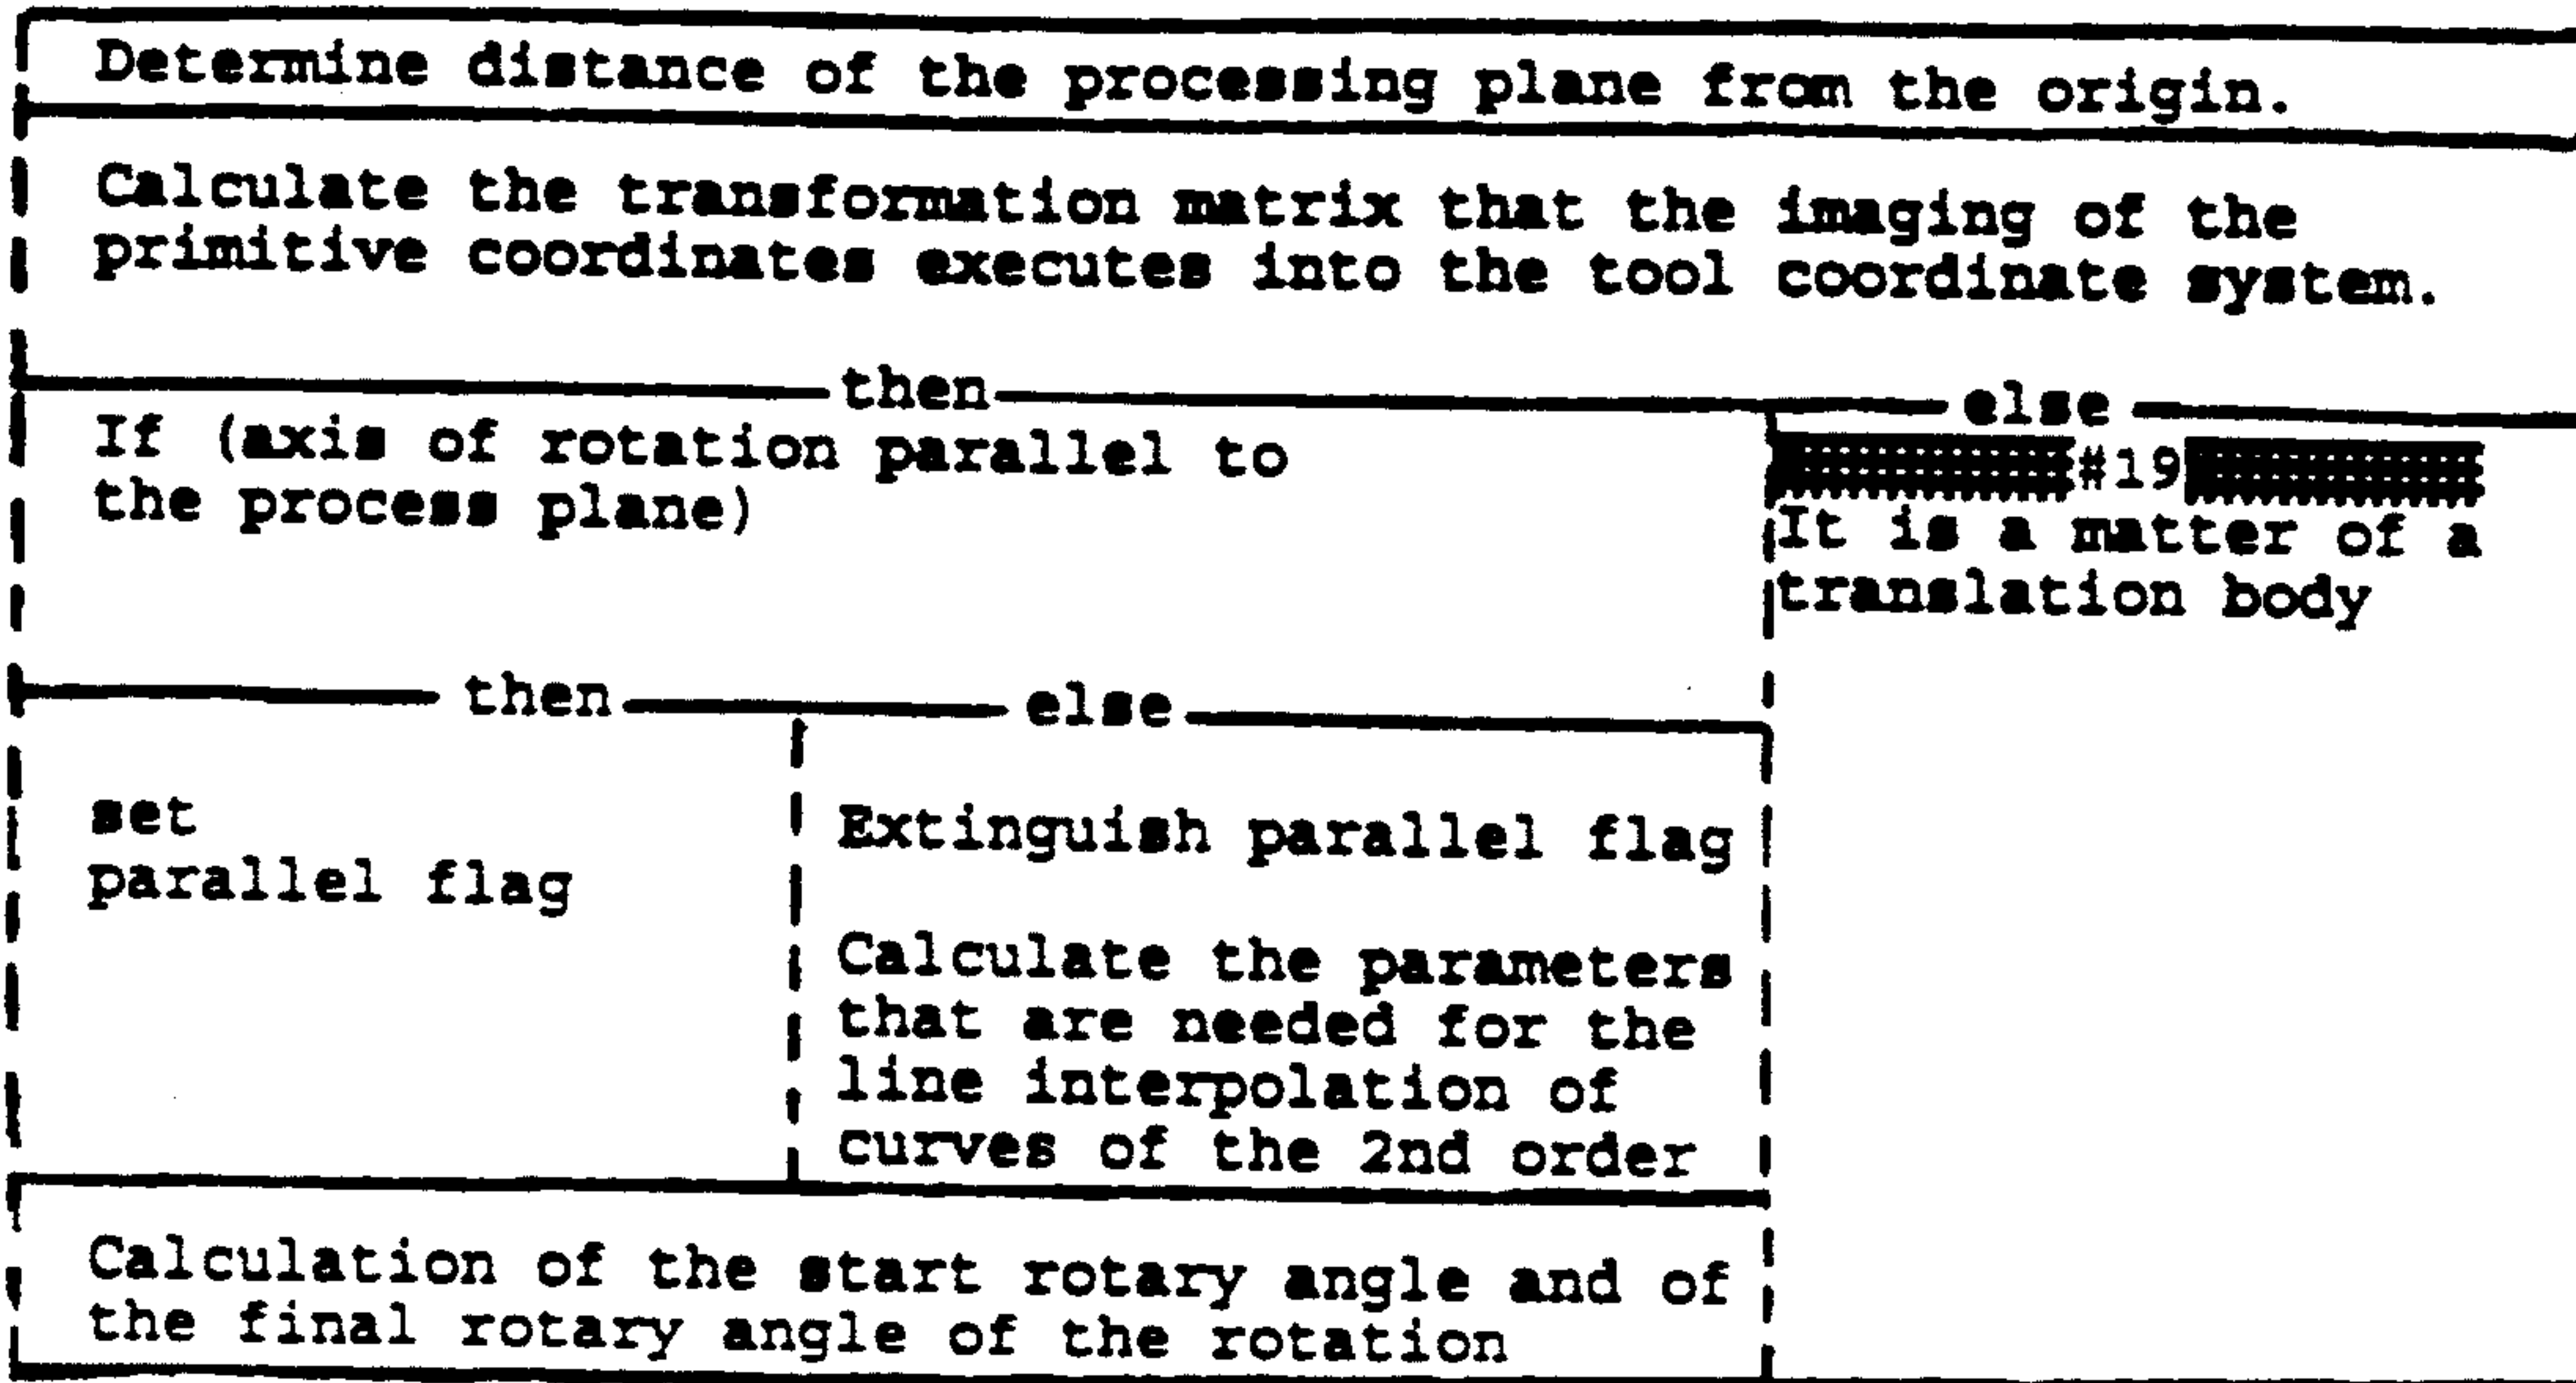 Determine distance of the processing plane from the origin.
Calculate the transformation matrix that the imaging of the
primitive coordinates executes into the tool coordinate system.
then
else
If (axis of rotation parallel to
the process plane)
#19
It is a matter of a
translation body
then
else
set
parallel flag
Extinguish parallel flag
Calculate the parameters
that are needed for the
line interpolation of
curves of the 2nd order
Calculation of the start rotary angle and of
the final rotary angle of the rotation